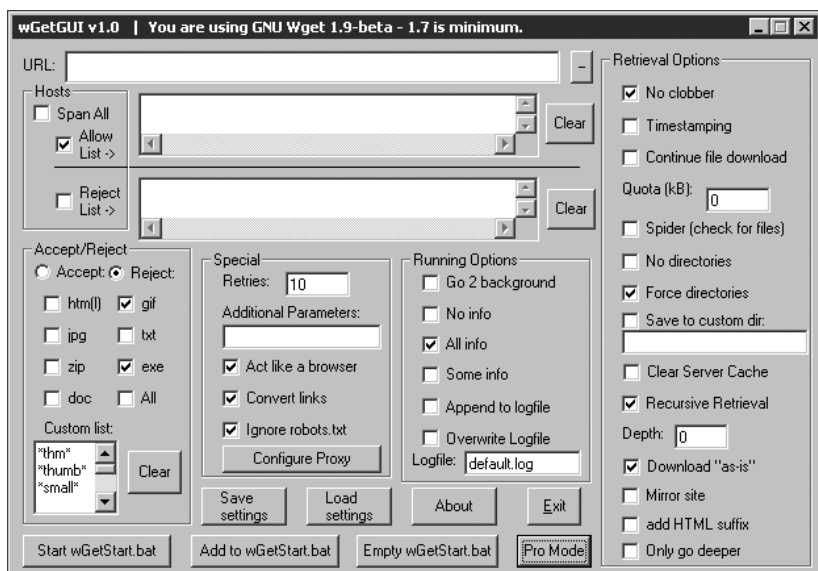 wGetGUI v1.0 | You are using GNU Wget 1.9-beta - 1.7 is minimum.
URL:
-
Hosts
Span All
Allow
List ->
Clear
Reject
List ->
Clear
Accept/Reject
Accept:
Reject:
htm(l)
gif
jpg
txt
zip
exe
doc
All
Custom list:
*thm*
*thumb*
*small*
Clear
Special
Retries:
10
Additional Parameters:
Act like a browser
Convert links
Ignore robots.txt
Configure Proxy
Running Options
Go 2 background
No info
All info
Some info
Append to logfile
Overwrite Logfile
Logfile:
default.log
Save
settings
Load
settings
About
Exit
Start wGetStart.bat
Add to wGetStart.bat
Empty wGetStart.bat
Pro Mode
Retrieval Options
No clobber
Timestamping
Continue file download
Quota (kB):
0
Spider (check for files)
No directories
Force directories
Save to custom dir:
Clear Server Cache
Recursive Retrieval
Depth:
0
Download "as-is"
Mirror site
add HTML suffix
Only go deeper